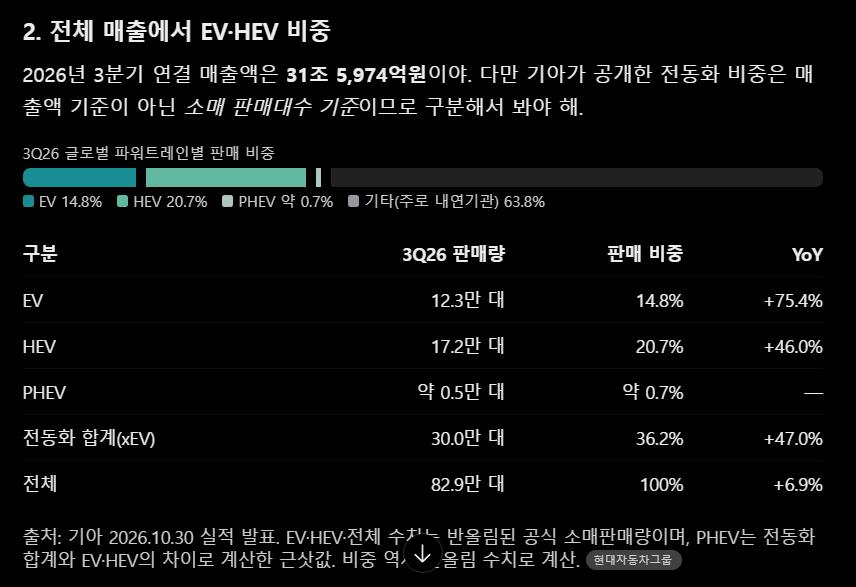 2. 전체 매출에서 EV·HEV 비중
2026년 3분기 연결 매출액은 31조 5,974억원이야. 다만 기아가 공개한 전동화 비중은 매
출액 기준이 아닌 소매 판매대수 기준이므로 구분해서 봐야 해.
3Q26 글로벌 파워트레인별 판매 비중
EV 14.8% HEV 20.7% PHEV 약 0.7% 기타(주로 내연기관) 63.8%
구분 3Q26 판매량 판매 비중 YoY
EV 12.3만 대 14.8% +75.4%
HEV 17.2만 대 20.7% +46.0%
PHEV 약 0.5만 대 약 0.7% —
전동화 합계(xEV) 30.0만 대 36.2% +47.0%
전체 82.9만 대 100% +6.9%
출처: 기아 2026.10.30 실적 발표. EV·HEV·전체 수치는 반올림된 공식 소매판매량이며, PHEV는 전동화
합계와 EV·HEV의 차이로 계산한 근삿값. 비중 수치로 계산. 현대자동차그룹